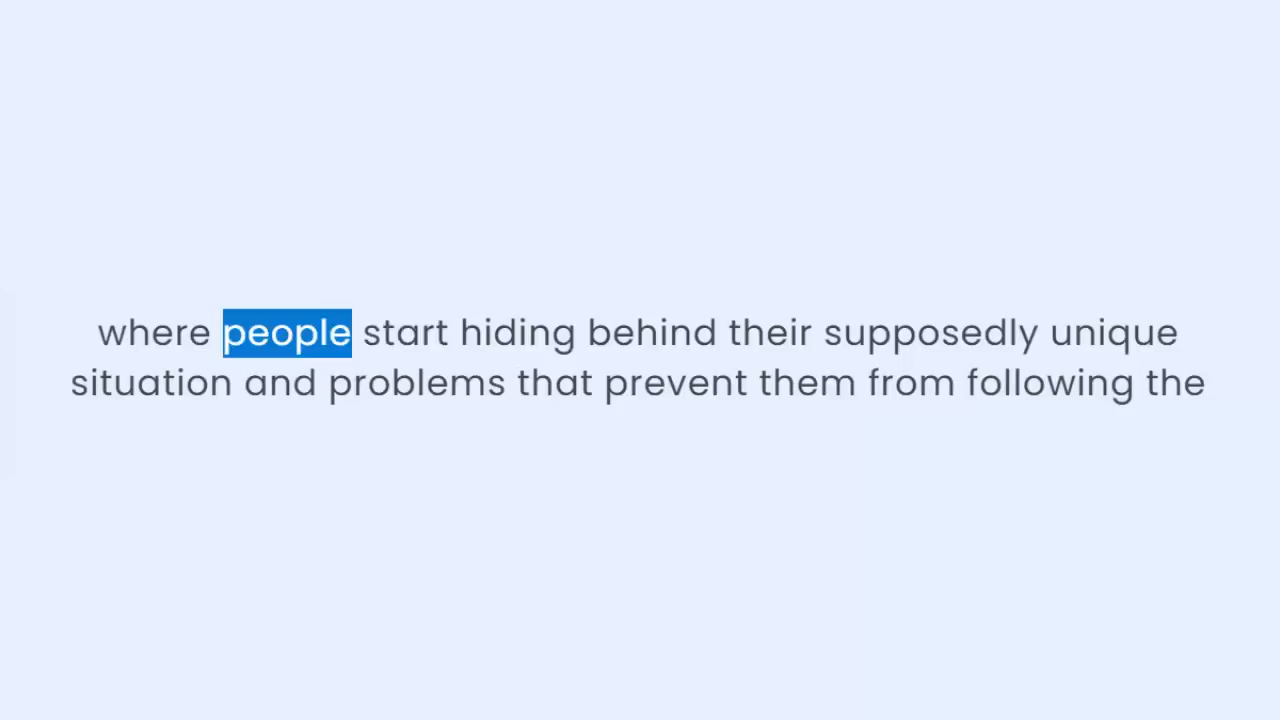 where people start hiding behind their supposedly unique
situation and problems that prevent them from following the